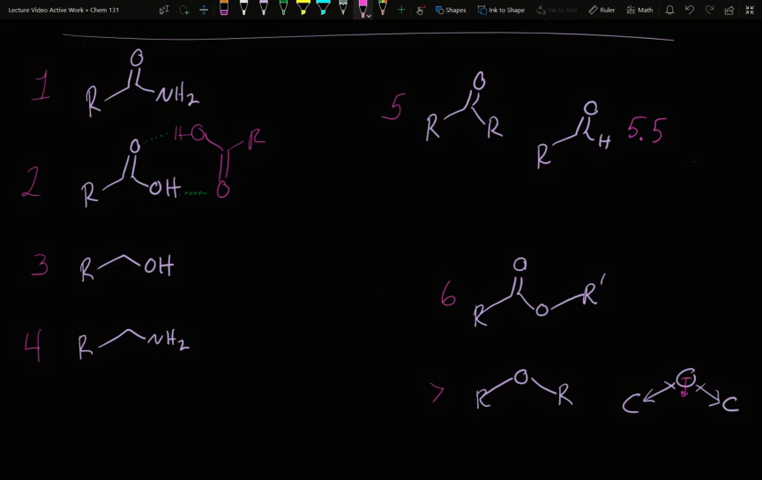 Lecture Video Active Work • Chem 131
Shapes
Ink to Shape
Ink to Text
Ruler
Math
1
O
R
NH2
2
O
R
OH
HO
R
O
3
R
OH
4
R
NH2
5
O
R
R
O
R
H
5.5
6
O
R
O
R'
7
R
O
R
C
O
C